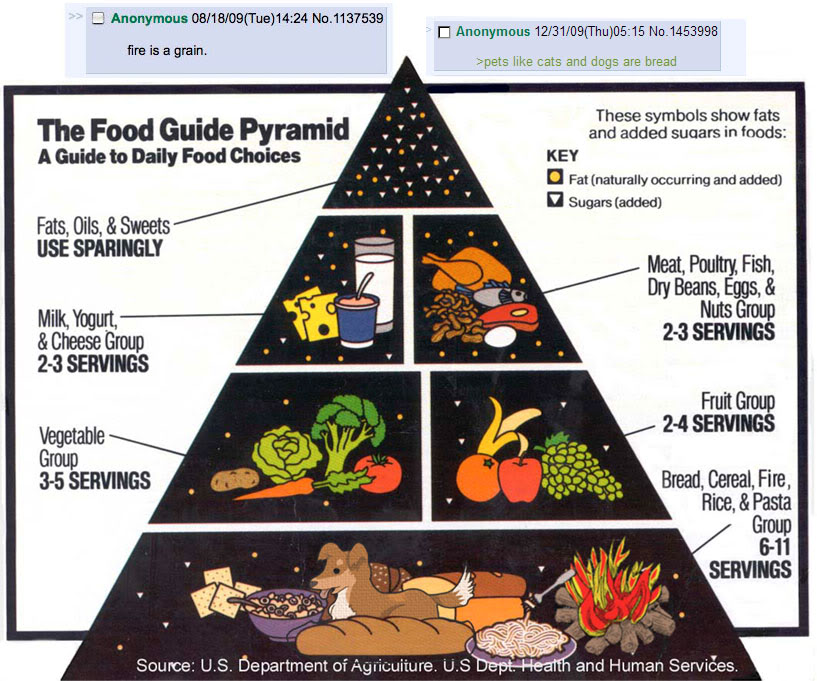 >> Anonymous 08/18/09(Tue)14:24 No.1137539
fire is a grain.
> Anonymous 12/31/09(Thu)05:15 No.1453998
>pets like cats and dogs are bread
The Food Guide Pyramid
A Guide to Daily Food Choices
These symbols show fats
and added sugars in foods:
KEY
Fat (naturally occurring and added)
Sugars (added)
Fats, Oils, & Sweets
USE SPARINGLY
Milk, Yogurt,
& Cheese Group
2-3 SERVINGS
Meat, Poultry, Fish,
Dry Beans, Eggs, &
Nuts Group
2-3 SERVINGS
Vegetable
Group
3-5 SERVINGS
Fruit Group
2-4 SERVINGS
Bread, Cereal, Fire,
Rice, & Pasta
Group
6-11
SERVINGS
Source: U.S. Department of Agriculture. U.S Dept. Health and Human Services.